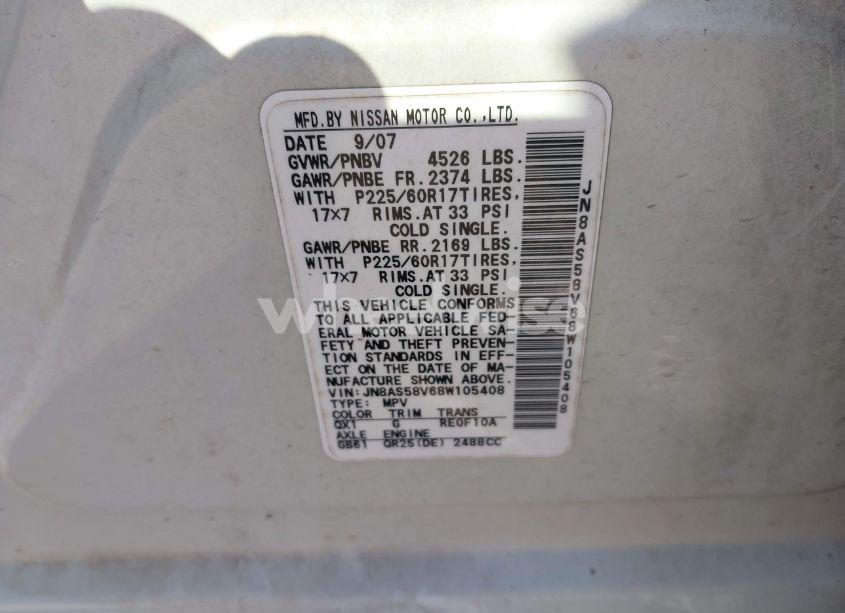 MFD.BY NISSAN MOTOR CO.,LTD.
DATE 9/07
GVWR/PNBV 4526 LBS.
GAWR/PNBE FR. 2374 LBS.
WITH P225/60R17TIRES,
17×7 RIMS.AT 33 PSI
COLD SINGLE.
GAWR/PNBE RR. 2169 LBS.
WITH P225/60R17TIRES,
17×7 RIMS.AT 33 PSI
COLD SINGLE.
THIS VEHICLE CONFORMS
TO ALL APPLICABLE FED-
ERAL MOTOR VEHICLE SA-
FETY AND THEFT PREVEN-
TION STANDARDS IN EFF-
ECT ON THE DATE OF MA-
NUFACTURE SHOWN ABOVE.
VIN:JN8AS58V68W105408
TYPE: MPV
COLOR TRIM TRANS
QX1 G RE0F10A
AXLE ENGINE
GB61 QR25(DE) 2488CC
JN8AS58V68W105408